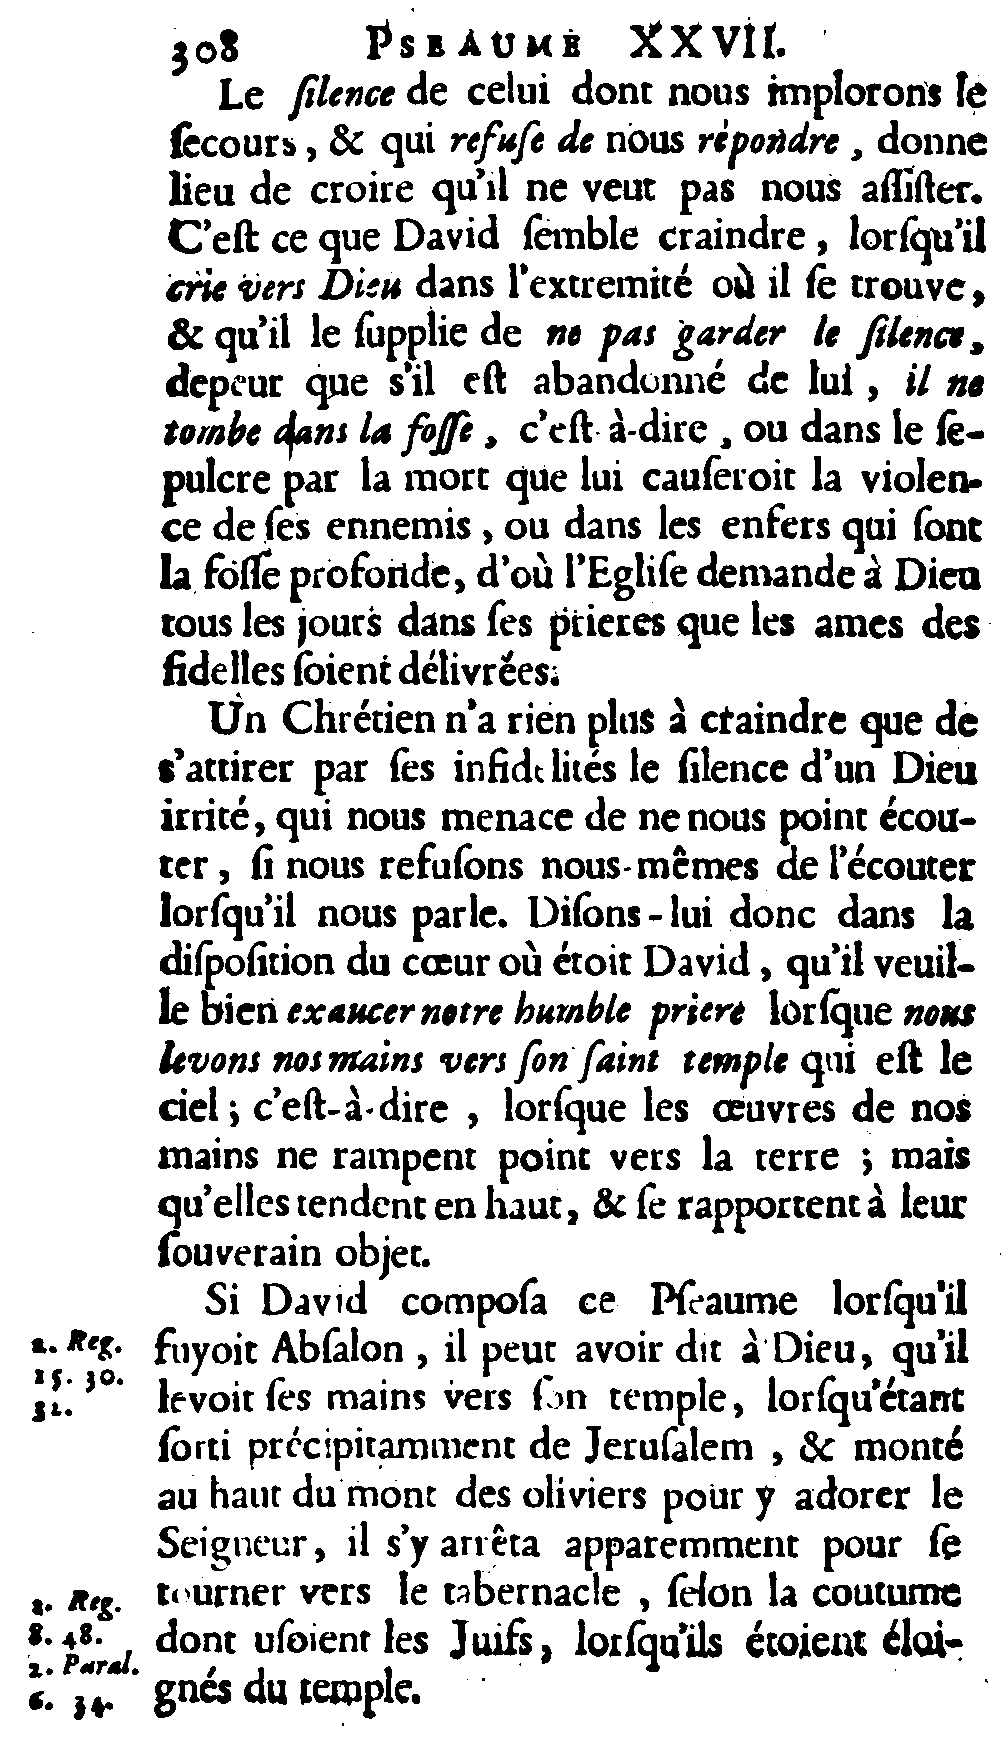 308 PSEAUME XXVII.
Le ſilence de celui dont nous implorons le
ſecours, & qui refuſe de nous répondre, donne
lieu de croire qu'il ne veut pas nous aſſiſter.
C'eſt ce que David ſemble craindre, lorſqu'il
crie vers Dieu dans l'extremité où il ſe trouve,
& qu'il le ſupplie de ne pas garder le ſilence,
depeur que s'il eſt abandonné de lui, il ne
tombe dans la foſſe, c'eſt-à-dire, ou dans le ſe-
pulcre par la mort que lui cauſeroit la violen-
ce de ſes ennemis, ou dans les enfers qui ſont
la foſſe profonde, d'où l'Egliſe demande à Dieu
tous les jours dans ſes prieres que les ames des
fidelles ſoient délivrées.
Un Chrétien n'a rien plus à craindre que de
s'attirer par ſes infidelités le ſilence d'un Dieu
irrité, qui nous menace de ne nous point écou-
ter, ſi nous refuſons nous-mêmes de l'écouter
lorſqu'il nous parle. Diſons-lui donc dans la
diſpoſition du cœur où étoit David, qu'il veuil-
le bien exaucer notre humble priere lorſque nous
levons nos mains vers ſon ſaint temple qui eſt le
ciel; c'eſt-à-dire, lorſque les œuvres de nos
mains ne rampent point vers la terre; mais
qu'elles tendent en haut, & ſe rapportent à leur
ſouverain objet.
Si David compoſa ce Pſeaume lorſqu'il
2. Reg. fuyoit Abſalon, il peut avoir dit à Dieu, qu'il
15. 30. levoit ſes mains vers ſon temple, lorſqu'étant
32. ſorti précipitamment de Jeruſalem, & monté
au haut du mont des oliviers pour y adorer le
Seigneur, il s'y arrêta apparemment pour ſe
2. Reg. tourner vers le tabernacle, ſelon la coutume
8. 48. dont uſoient les Juifs, lorſqu'ils étoient éloi-
2. Paral. gnés du temple.
6. 34.